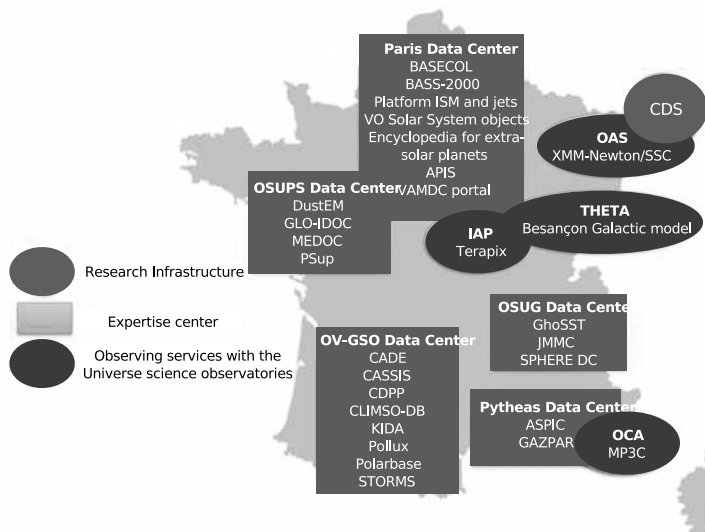 Paris Data Center
BASECOL
BASS-2000
Platform ISM and jets
VO Solar System objects
Encyclopedia for extra-
solar planets
APIS
VAMDC portal
CDS
OAS
XMM-Newton/SSC
OSUPS Data Center
DustEM
GLO-IDOC
MEDOC
PSup
THETA
Besançon Galactic model
IAP
Terapix
Research Infrastructure
Expertise center
Observing services with the
Universe science observatories
OSUG Data Center
GhoSST
JMMC
SPHERE DC
OV-GSO Data Center
CADE
CASSIS
CDPP
CLIMSO-DB
KIDA
Pollux
Polarbase
STORMS
Pytheas Data Center
ASPIC
GAZPAR
OCA
MP3C